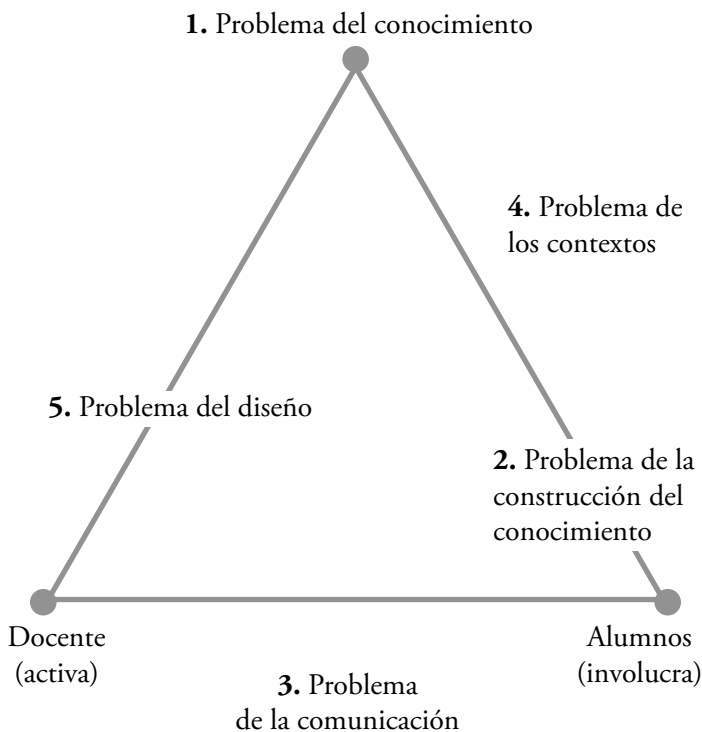 1. Problema del conocimiento
4. Problema de
los contextos
5. Problema del diseño
2. Problema de la
construcción del
conocimiento
Docente
(activa)
Alumnos
(involucra)
3. Problema
de la comunicación